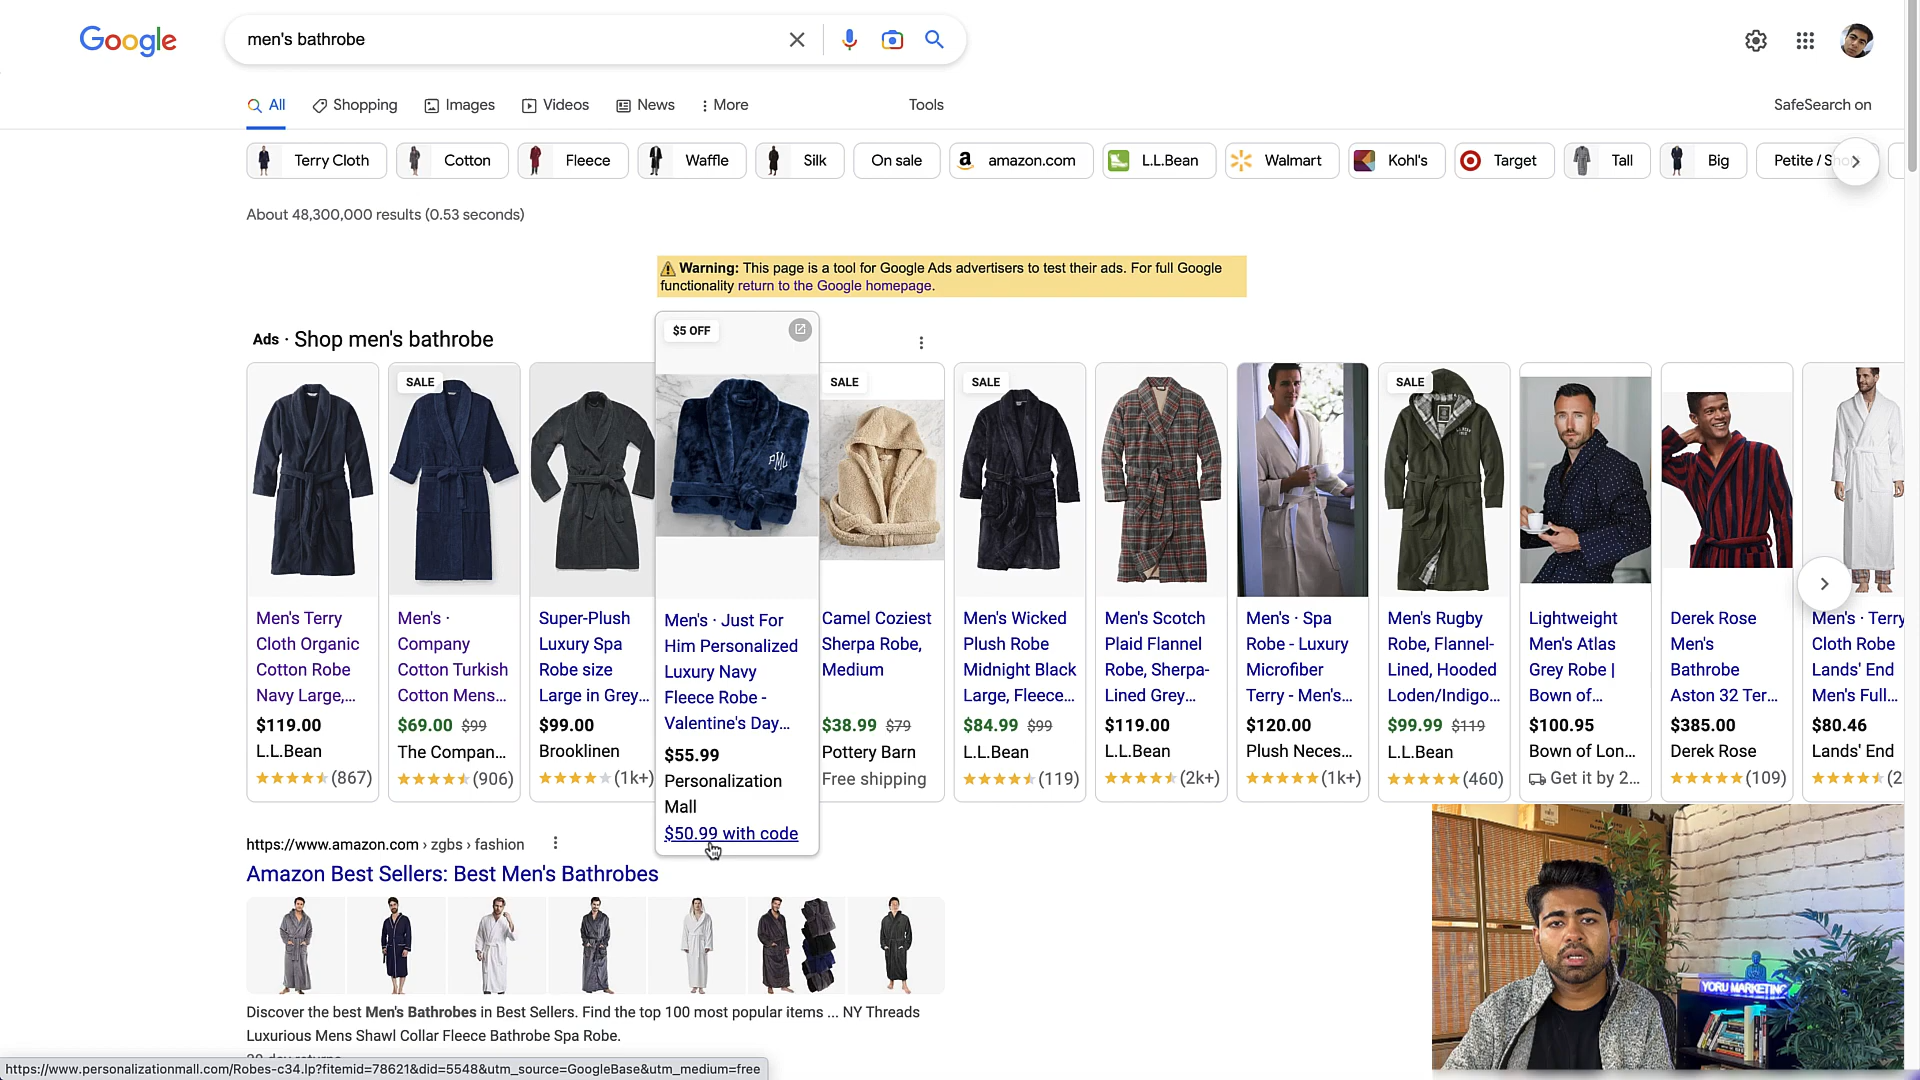 Google
men's bathrobe
All
Shopping
Images
Videos
News
More
Tools
SafeSearch on
Terry Cloth
Cotton
Fleece
Waffle
Silk
On sale
amazon.com
L.L.Bean
Walmart
Kohl's
Target
Tall
Big
Petite /
About 48,300,000 results (0.53 seconds)
Warning: This page is a tool for Google Ads advertisers to test their ads. For full Google
functionality return to the Google homepage.
Ads · Shop men's bathrobe
Men's Terry
Cloth Organic
Cotton Robe
Navy Large,...
$119.00
L.L.Bean
(867)
SALE
Men's ·
Company
Cotton Turkish
Cotton Mens...
$69.00 $99
The Compan...
(906)
Super-Plush
Luxury Spa
Robe size
Large in Grey...
$99.00
Brooklinen
(1k+)
$5 OFF
PML
Men's · Just For
Him Personalized
Luxury Navy
Fleece Robe -
Valentine's Day...
$55.99
Personalization
Mall
$50.99 with code
SALE
Camel Coziest
Sherpa Robe,
Medium
$38.99 $79
Pottery Barn
Free shipping
SALE
Men's Wicked
Plush Robe
Midnight Black
Large, Fleece...
$84.99 $99
L.L.Bean
(119)
Men's Scotch
Plaid Flannel
Robe, Sherpa-
Lined Grey...
$119.00
L.L.Bean
(2k+)
Men's · Spa
Robe - Luxury
Microfiber
Terry - Men's...
$120.00
Plush Neces...
(1k+)
SALE
Men's Rugby
Robe, Flannel-
Lined, Hooded
Loden/Indigo...
$99.99 $119
L.L.Bean
(460)
Lightweight
Men's Atlas
Grey Robe |
Bown of...
$100.95
Bown of Lon...
Get it by 2...
Derek Rose
Men's
Bathrobe
Aston 32 Ter...
$385.00
Derek Rose
(109)
Men's · Terry
Cloth Robe
Lands' End
Men's Full...
$80.46
Lands' End
(2
https://www.amazon.com › zgbs › fashion
Amazon Best Sellers: Best Men's Bathrobes
Discover the best Men's Bathrobes in Best Sellers. Find the top 100 most popular items ... NY Threads
Luxurious Mens Shawl Collar Fleece Bathrobe Spa Robe.
https://www.personalizationmall.com/Robes-c34.lp?fitemid=78621&did=5548&utm_source=GoogleBase&utm_medium=free
YORU MARKETING